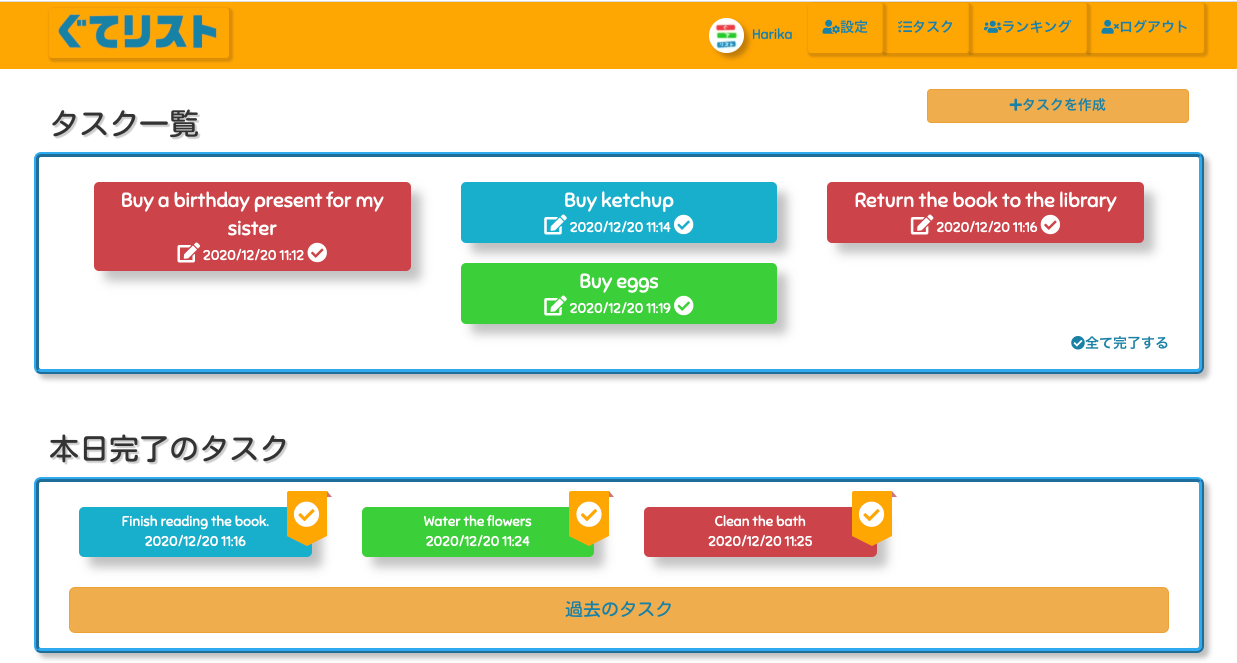 ぐてリスト
Harika
設定
タスク
ランキング
ログアウト
タスク一覧
+タスクを作成
Buy a birthday present for my
sister
2020/12/20 11:12
Buy ketchup
2020/12/20 11:14
Return the book to the library
2020/12/20 11:16
Buy eggs
2020/12/20 11:19
全て完了する
本日完了のタスク
Finish reading the book.
2020/12/20 11:16
Water the flowers
2020/12/20 11:24
Clean the bath
2020/12/20 11:25
過去のタスク